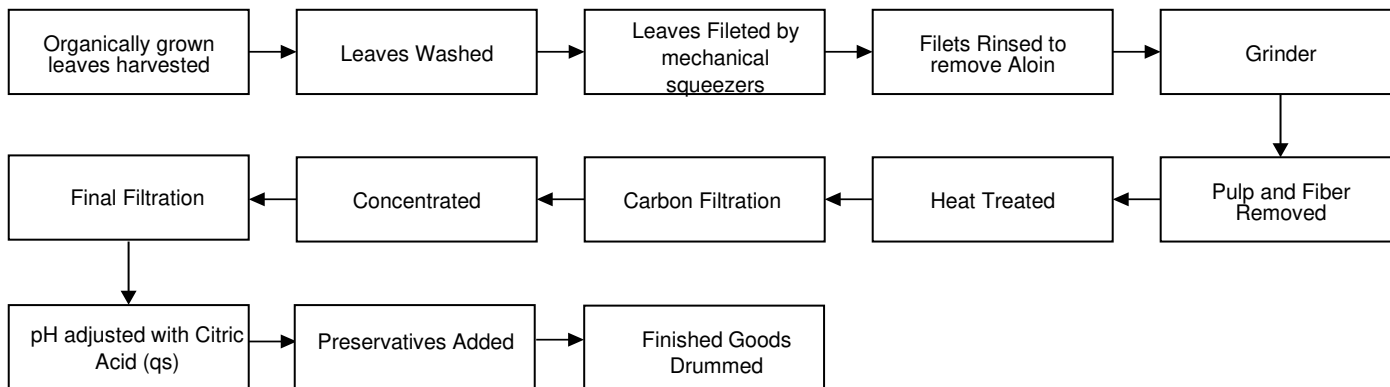 Organically grown
leaves harvested
Leaves Washed
Leaves Fileted by
mechanical
squeezers
Filets Rinsed to
remove Aloin
Grinder
Pulp and Fiber
Removed
Heat Treated
Carbon Filtration
Concentrated
Final Filtration
pH adjusted with Citric
Acid (qs)
Preservatives Added
Finished Goods
Drummed